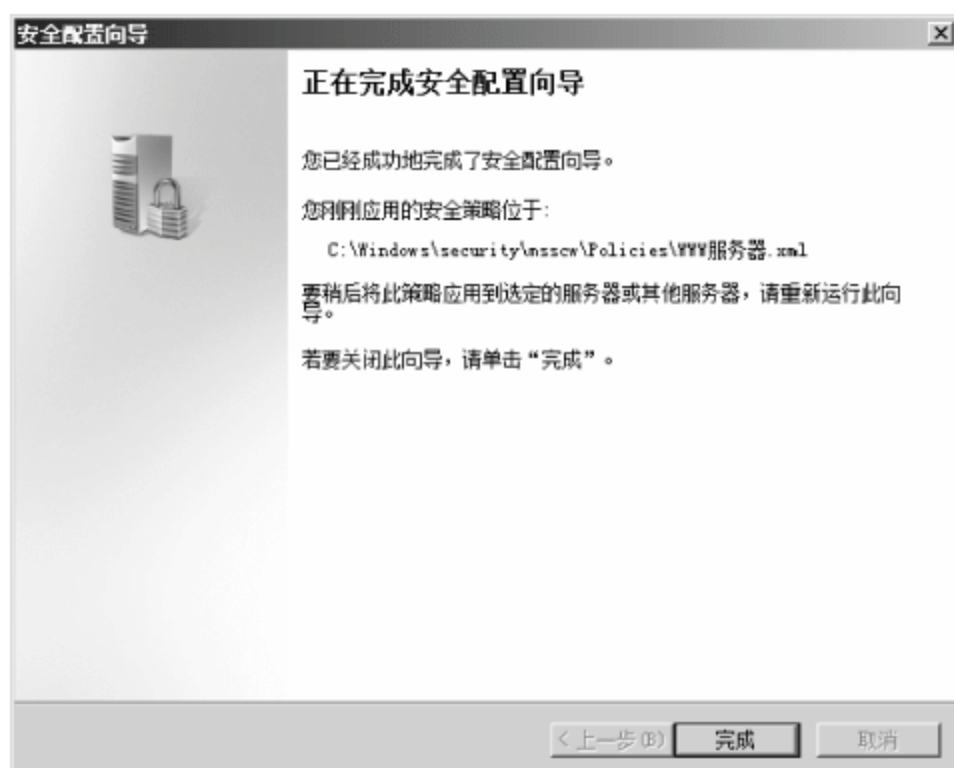 安全配置向导
正在完成安全配置向导
您已经成功地完成了安全配置向导。
您刚刚应用的安全策略位于:
C:\Windows\security\msscw\Policies\WWW服务器.xml
要稍后将此策略应用到选定的服务器或其他服务器，请重新运行此向
导。
若要关闭此向导，请单击“完成”。
<上一步(B) 完成 取消